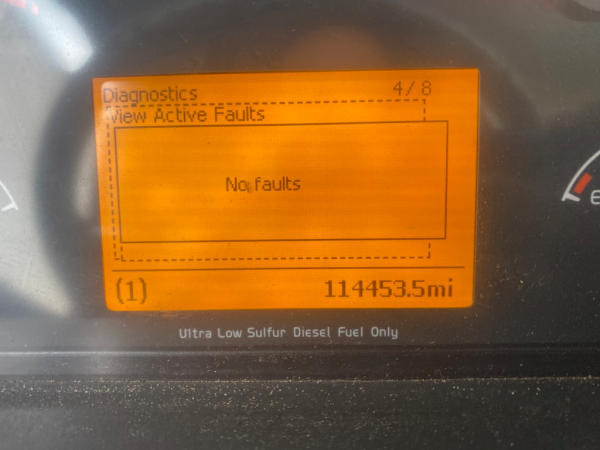 Diagnostics 4/8
View Active Faults
No faults
(1) 114453.5mi
Ultra Low Sulfur Diesel Fuel Only
E